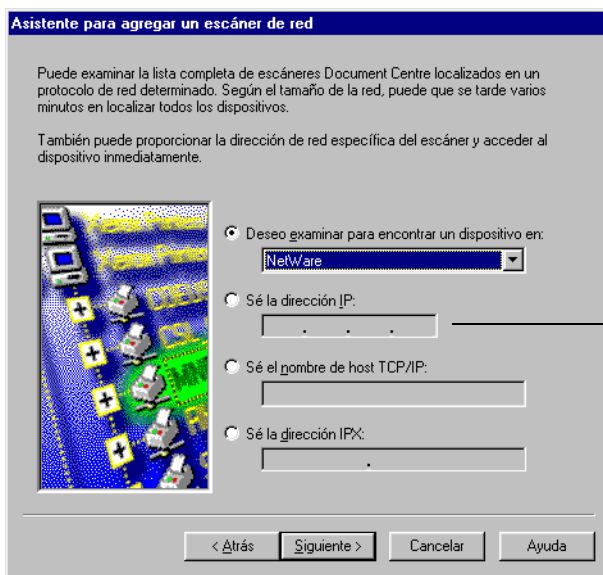 Asistente para agregar un escáner de red
Puede examinar la lista completa de escáneres Document Centre localizados en un
protocolo de red determinado. Según el tamaño de la red, puede que se tarde varios
minutos en localizar todos los dispositivos.
También puede proporcionar la dirección de red específica del escáner y acceder al
dispositivo inmediatamente.
Deseo examinar para encontrar un dispositivo en:
NetWare
Sé la dirección IP:
. . .
Sé el nombre de host TCP/IP:
Sé la dirección IPX:
.
< Atrás Siguiente > Cancelar Ayuda